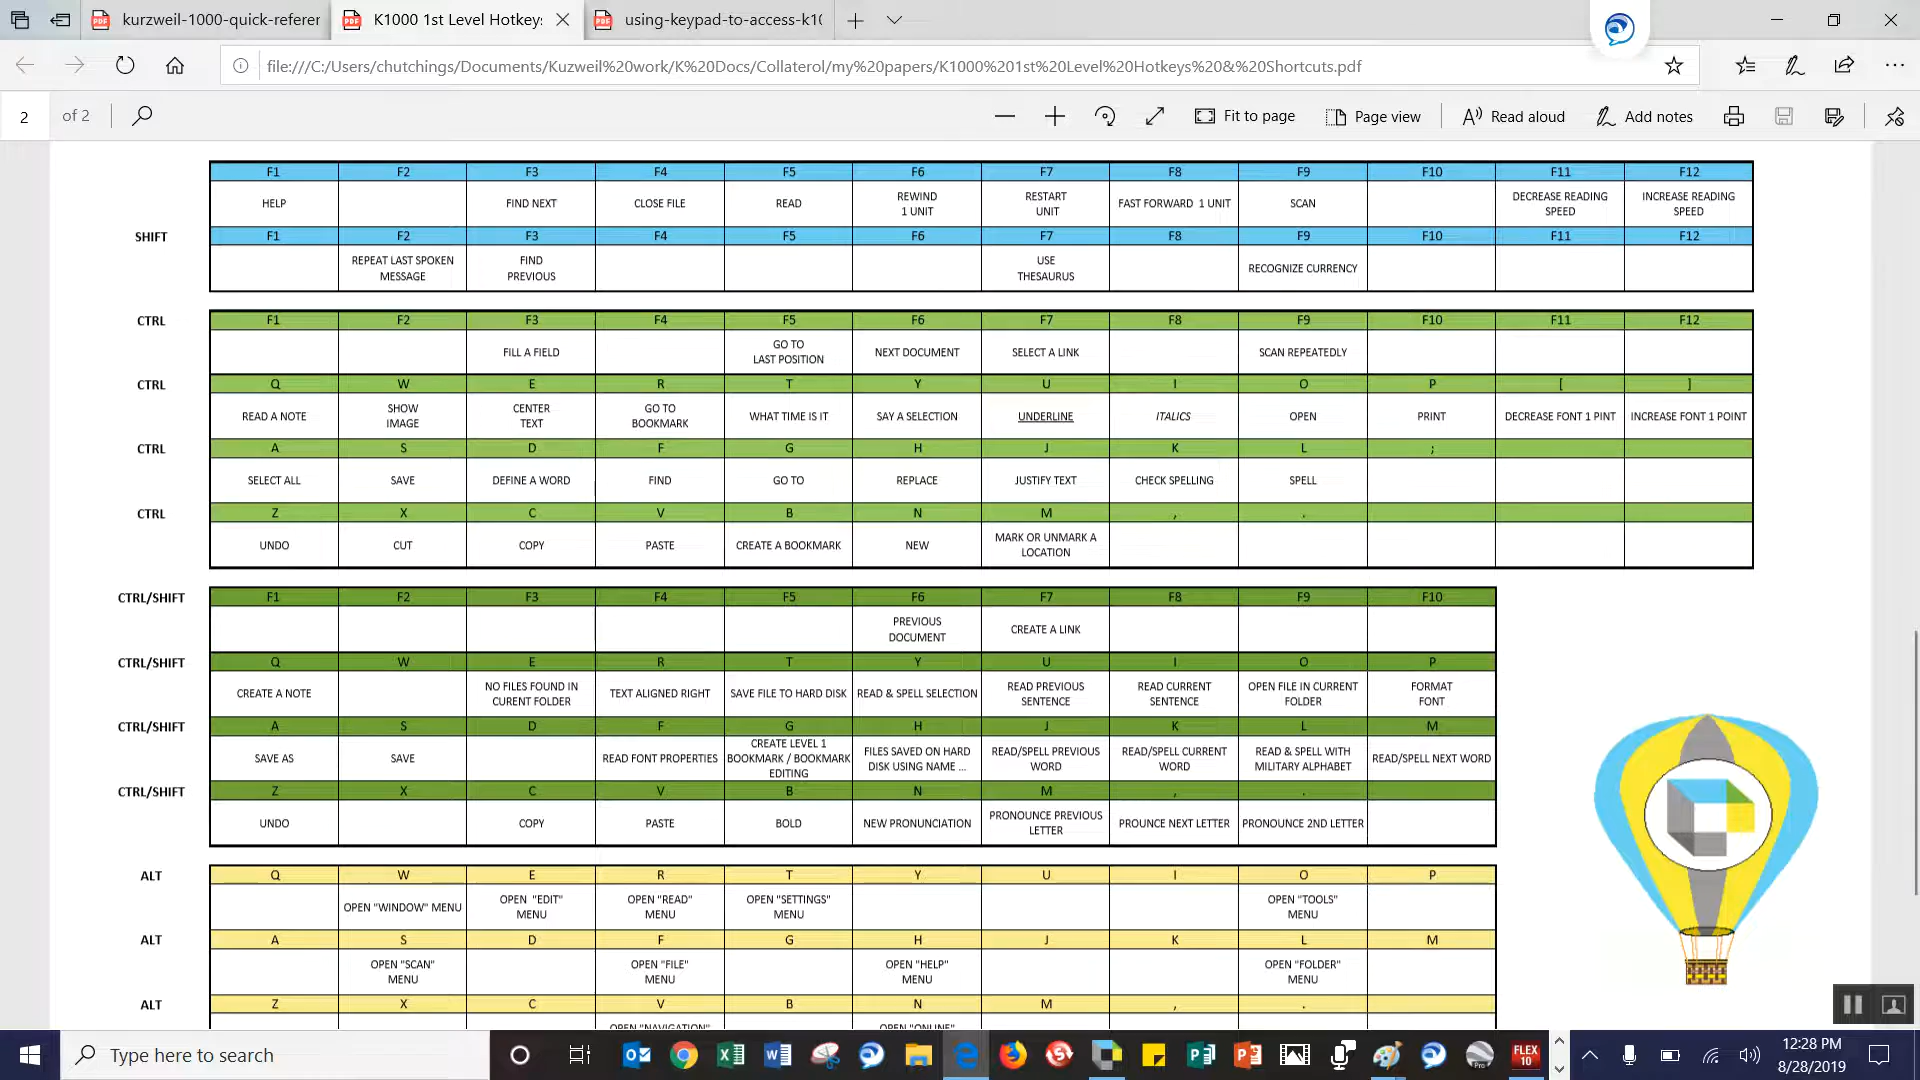 kurzweil-1000-quick-referer
K1000 1st Level Hotkeys
using-keypad-to-access-k10
file:///C:/Users/chutchings/Documents/Kuzweil%20work/K%20Docs/Collaterol/my%20papers/K1000%201st%20Level%20Hotkeys%20&%20Shortcuts.pdf
2 of 2 Fit to page Page view Read aloud Add notes
F1 F2 F3 F4 F5 F6 F7 F8 F9 F10 F11 F12
HELP FIND NEXT CLOSE FILE READ REWIND 1 UNIT RESTART UNIT FAST FORWARD 1 UNIT SCAN DECREASE READING SPEED INCREASE READING SPEED
SHIFT F1 F2 F3 F4 F5 F6 F7 F8 F9 F10 F11 F12
REPEAT LAST SPOKEN MESSAGE FIND PREVIOUS USE THESAURUS RECOGNIZE CURRENCY
CTRL F1 F2 F3 F4 F5 F6 F7 F8 F9 F10 F11 F12
FILL A FIELD GO TO LAST POSITION NEXT DOCUMENT SELECT A LINK SCAN REPEATEDLY
CTRL Q W E R T Y U I O P [ ]
READ A NOTE SHOW IMAGE CENTER TEXT GO TO BOOKMARK WHAT TIME IS IT SAY A SELECTION UNDERLINE ITALICS OPEN PRINT DECREASE FONT 1 PINT INCREASE FONT 1 POINT
CTRL A S D F G H J K L ;
SELECT ALL SAVE DEFINE A WORD FIND GO TO REPLACE JUSTIFY TEXT CHECK SPELLING SPELL
CTRL Z X C V B N M , .
UNDO CUT COPY PASTE CREATE A BOOKMARK NEW MARK OR UNMARK A LOCATION
CTRL/SHIFT F1 F2 F3 F4 F5 F6 F7 F8 F9 F10
PREVIOUS DOCUMENT CREATE A LINK
CTRL/SHIFT Q W E R T Y U I O P
CREATE A NOTE NO FILES FOUND IN CURENT FOLDER TEXT ALIGNED RIGHT SAVE FILE TO HARD DISK READ & SPELL SELECTION READ PREVIOUS SENTENCE READ CURRENT SENTENCE OPEN FILE IN CURRENT FOLDER FORMAT FONT
CTRL/SHIFT A S D F G H J K L M
SAVE AS SAVE READ FONT PROPERTIES CREATE LEVEL 1 BOOKMARK / BOOKMARK EDITING FILES SAVED ON HARD DISK USING NAME ... READ/SPELL PREVIOUS WORD READ/SPELL CURRENT WORD READ & SPELL WITH MILITARY ALPHABET READ/SPELL NEXT WORD
CTRL/SHIFT Z X C V B N M , .
UNDO COPY PASTE BOLD NEW PRONUNCIATION PRONOUNCE PREVIOUS LETTER PROUNCE NEXT LETTER PRONOUNCE 2ND LETTER
ALT Q W E R T Y U I O P
OPEN "WINDOW" MENU OPEN "EDIT" MENU OPEN "READ" MENU OPEN "SETTINGS" MENU OPEN "TOOLS" MENU
ALT A S D F G H J K L M
OPEN "SCAN" MENU OPEN "FILE" MENU OPEN "HELP" MENU OPEN "FOLDER" MENU
ALT Z X C V B N M , .
OPEN "NAVIGATION" OPEN "ONLINE"
Type here to search
FLEX 10
12:28 PM
8/28/2019